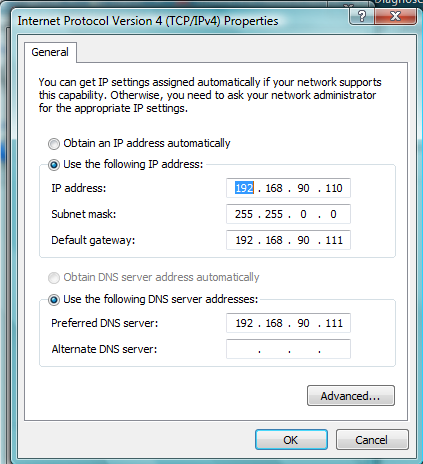 Diagnose
Internet Protocol Version 4 (TCP/IPv4) Properties
General
You can get IP settings assigned automatically if your network supports
this capability. Otherwise, you need to ask your network administrator
for the appropriate IP settings.
Obtain an IP address automatically
Use the following IP address:
IP address: 192 . 168 . 90 . 110
Subnet mask: 255 . 255 . 0 . 0
Default gateway: 192 . 168 . 90 . 111
Obtain DNS server address automatically
Use the following DNS server addresses:
Preferred DNS server: 192 . 168 . 90 . 111
Alternate DNS server: . . .
Advanced...
OK Cancel